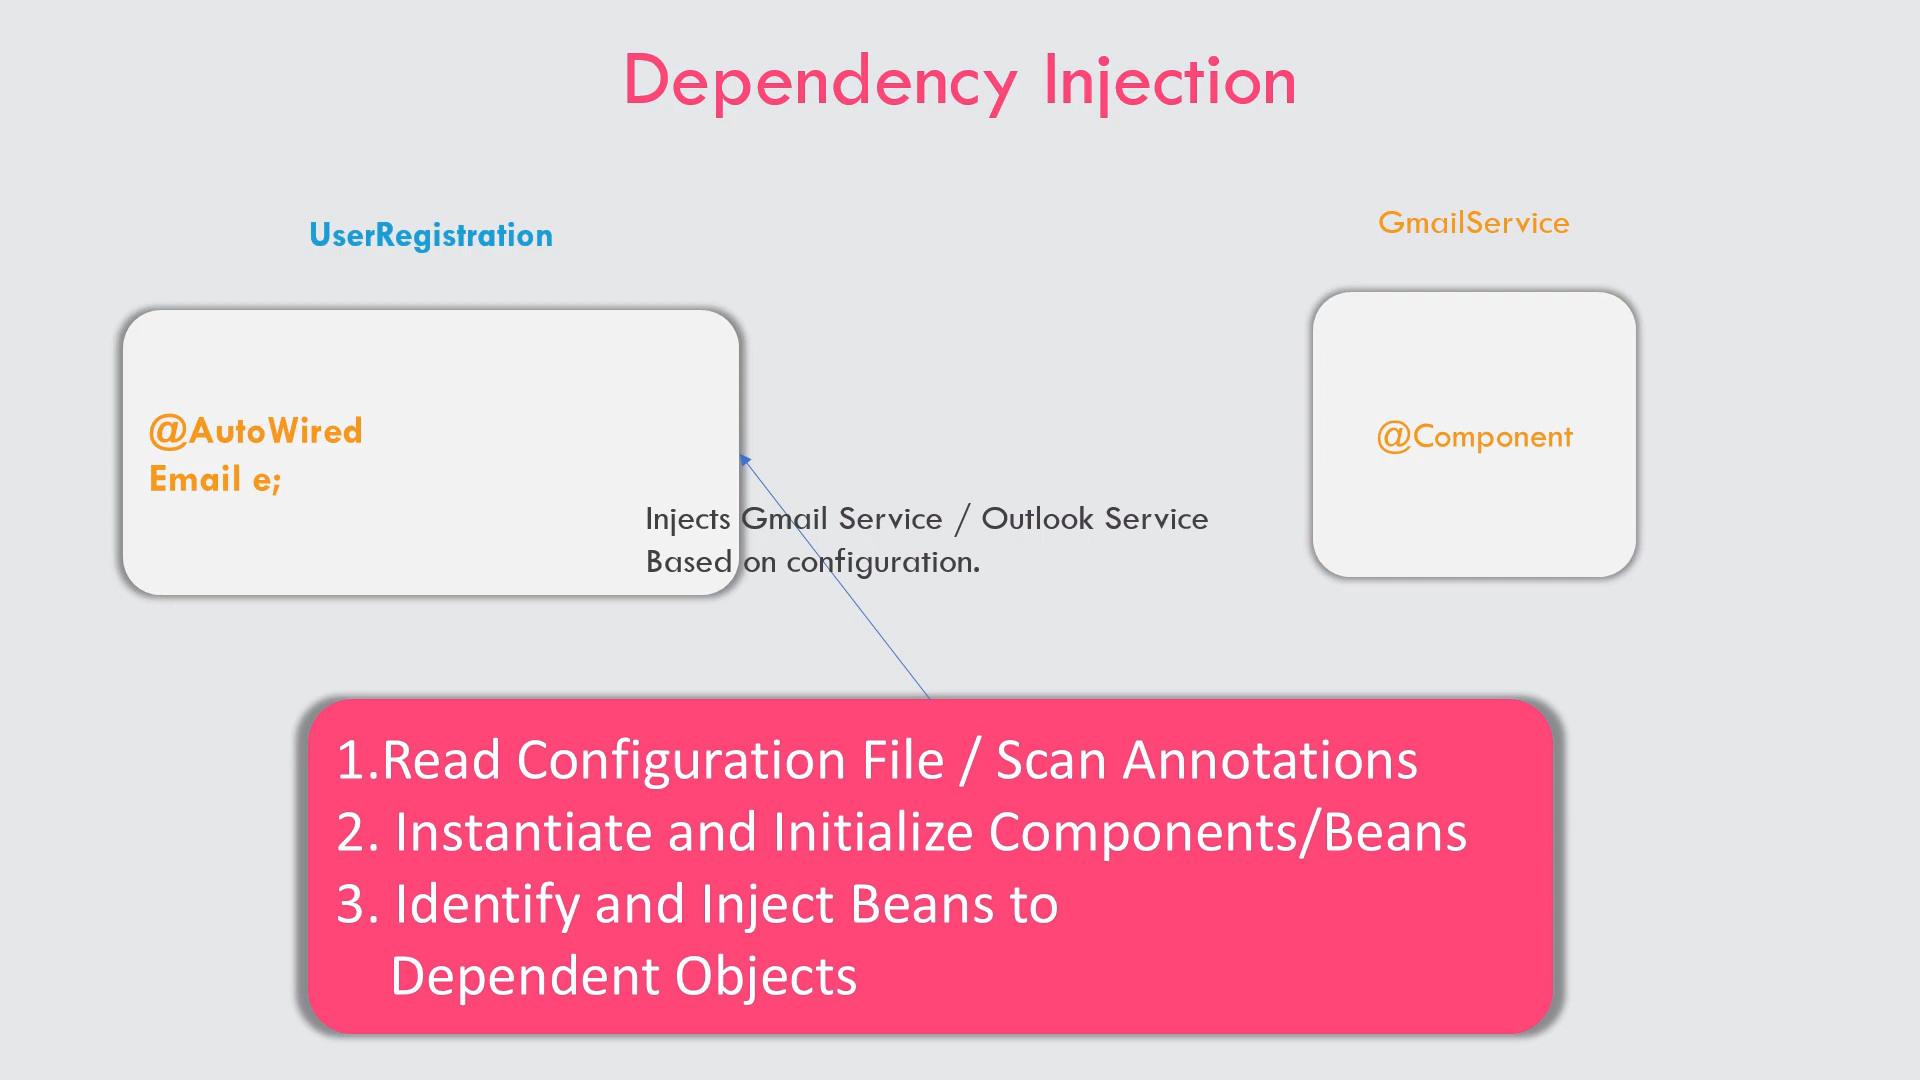 Dependency Injection
UserRegistration
GmailService
@AutoWired
Email e;
@Component
Injects Gmail Service / Outlook Service
Based on configuration.
1.Read Configuration File / Scan Annotations
2. Instantiate and Initialize Components/Beans
3. Identify and Inject Beans to
Dependent Objects